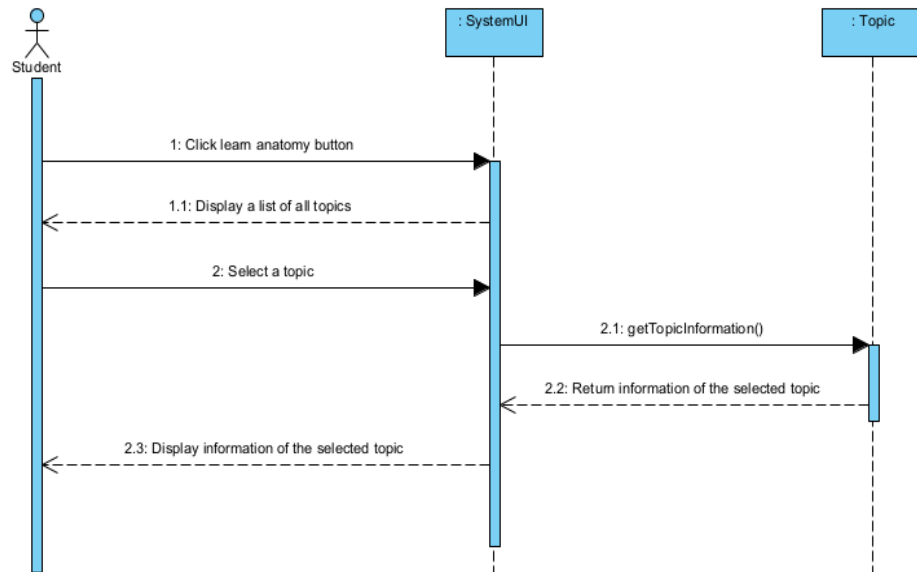 : SystemUI
: Topic
Student
1: Click learn anatomy button
1.1: Display a list of all topics
2: Select a topic
2.1: getTopicInformation()
2.2: Return information of the selected topic
2.3: Display information of the selected topic